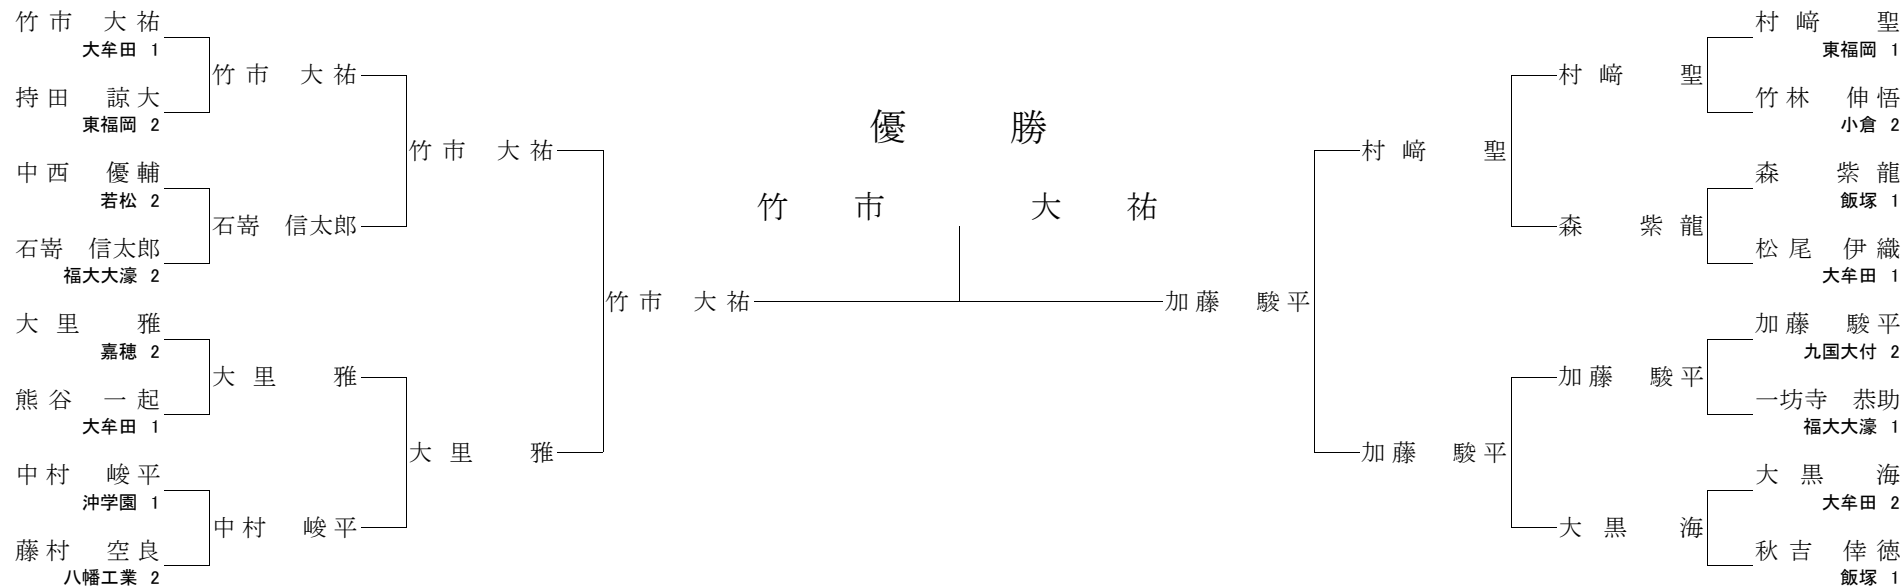 竹市 大祐
大牟田 1
持田 諒大
東福岡 2
中西 優輔
若松 2
石嵜 信太郎
福大大濠 2
大里 雅
嘉穂 2
熊谷 一起
大牟田 1
中村 峻平
沖学園 1
藤村 空良
八幡工業 2
竹市 大祐
石嵜 信太郎
大里 雅
中村 峻平
竹市 大祐
大里 雅
竹市 大祐
優勝
竹市 大祐
加藤 駿平
村﨑 聖
加藤 駿平
村﨑 聖
森 紫龍
加藤 駿平
大黒 海
村﨑 聖
東福岡 1
竹林 伸悟
小倉 2
森 紫龍
飯塚 1
松尾 伊織
大牟田 1
加藤 駿平
九国大付 2
一坊寺 恭助
福大大濠 1
大黒 海
大牟田 2
秋吉 倖徳
飯塚 1